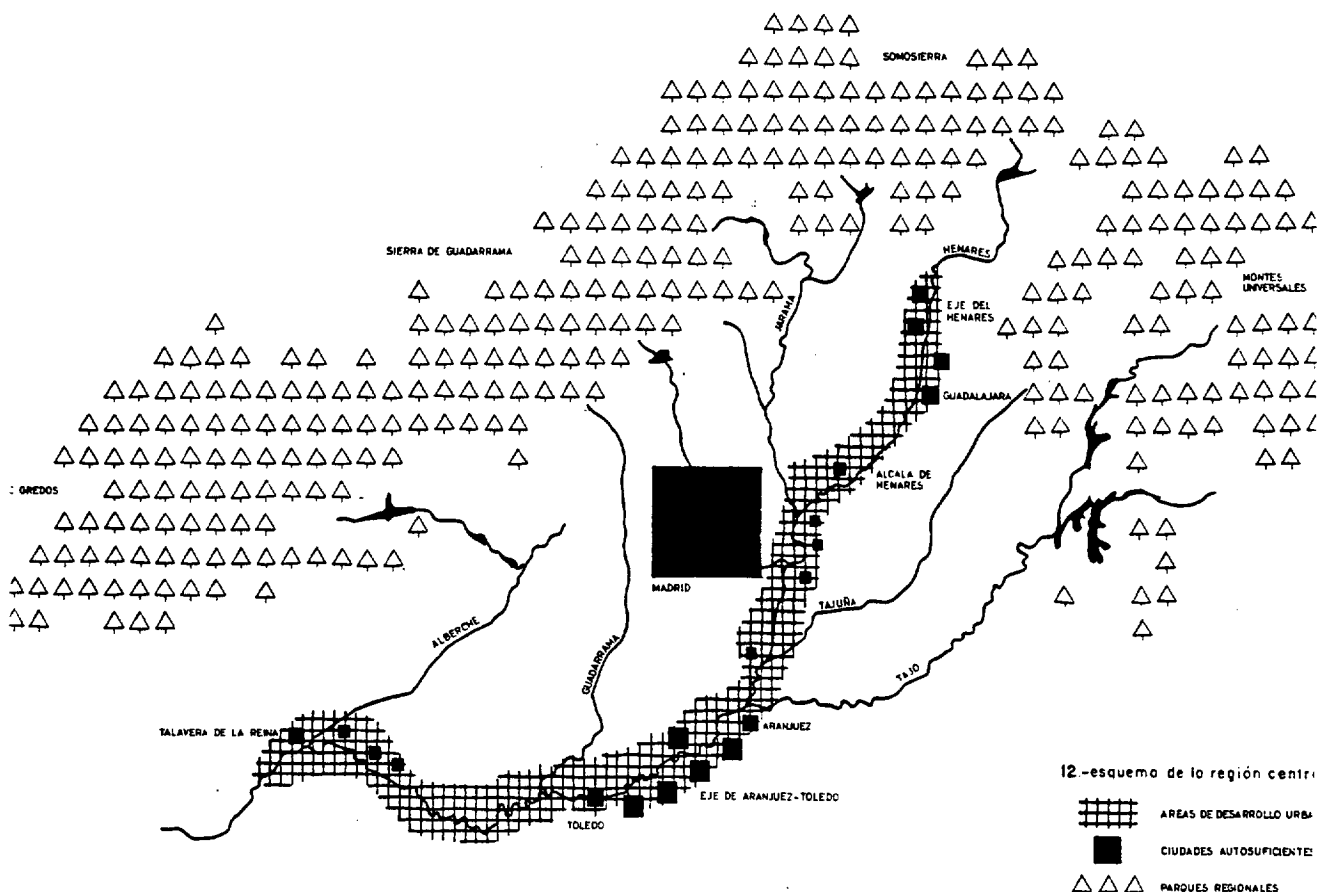 SOMOSIERRA
SIERRA DE GUADARRAMA
HENARES
MONTES
UNIVERSALES
EJE DEL
HENARES
JARAMA
GUADALAJARA
ALCALA DE
HENARES
GREDOS
MADRID
TAJUÑA
ALBERCHE
GUADARRAMA
TAJO
TALAVERA DE LA REINA
ARANJUEZ
EJE DE ARANJUEZ-TOLEDO
TOLEDO
12.-esquema de la región centr
AREAS DE DESARROLLO URBA
CIUDADES AUTOSUFICIENTES
PARQUES REGIONALES